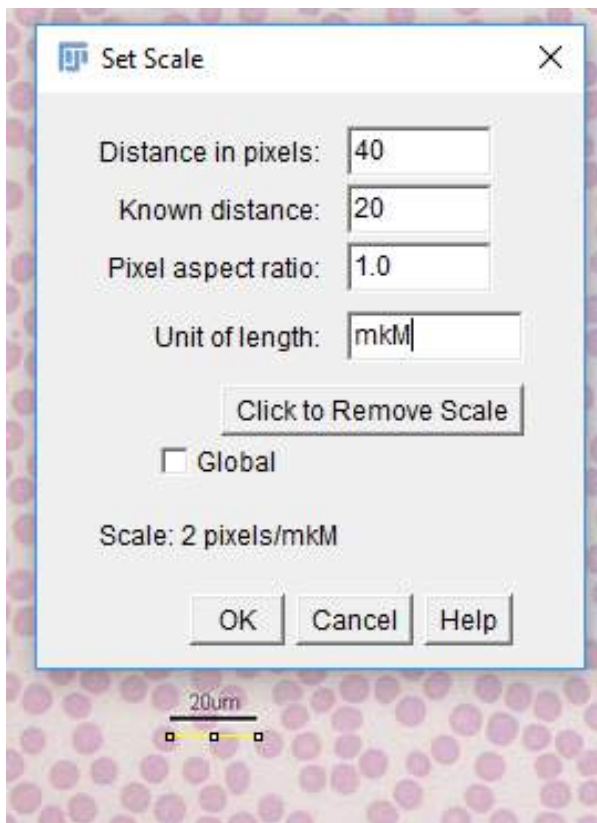 Set Scale
Distance in pixels: 40
Known distance: 20
Pixel aspect ratio: 1.0
Unit of length: mkM
Click to Remove Scale
Global
Scale: 2 pixels/mkM
OK Cancel Help
20um